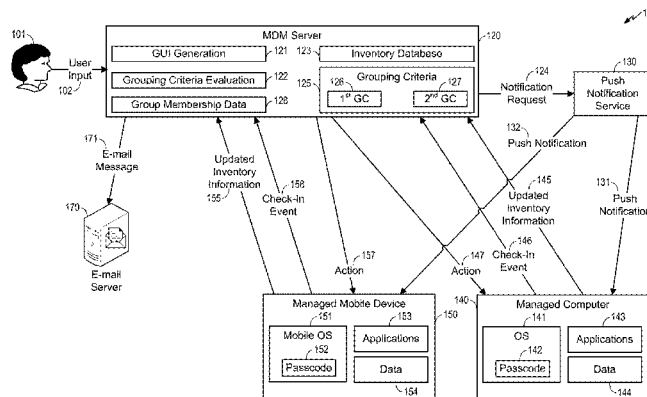 1
101
User
Input
102
MDM Server
120
GUI Generation
121
Grouping Criteria Evaluation
122
Group Membership Data
126
123
Inventory Database
Grouping Criteria
125
126
1st GC
127
2nd GC
124
Notification
Request
130
Push
Notification
Service
132
Push Notification
131
Push
Notification
171
E-mail
Message
170
E-mail
Server
Updated
Inventory
Information
155
156
Check-In
Event
157
Action
147
Action
145
Updated
Inventory
Information
146
Check-In
Event
Managed Mobile Device
150
151
Mobile OS
152
Passcode
153
Applications
Data
154
140
Managed Computer
141
OS
142
Passcode
143
Applications
Data
144